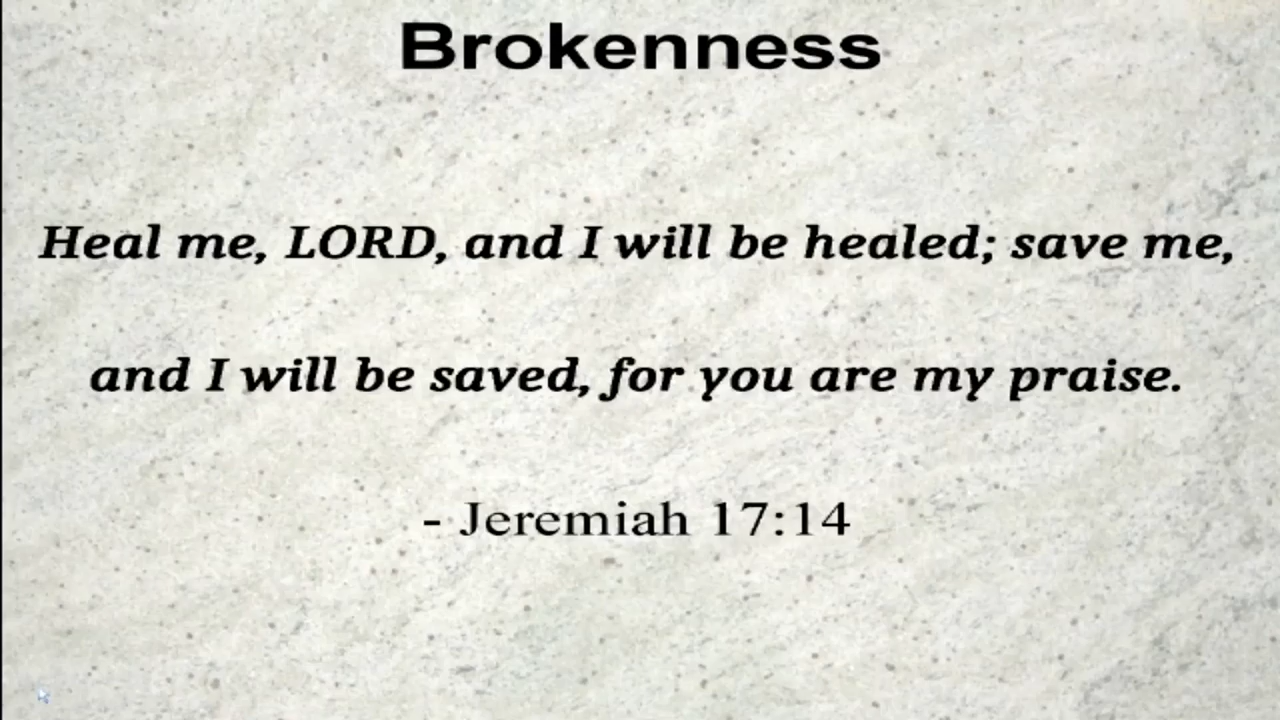 Brokenness
Heal me, LORD, and I will be healed; save me,
and I will be saved, for you are my praise.
- Jeremiah 17:14